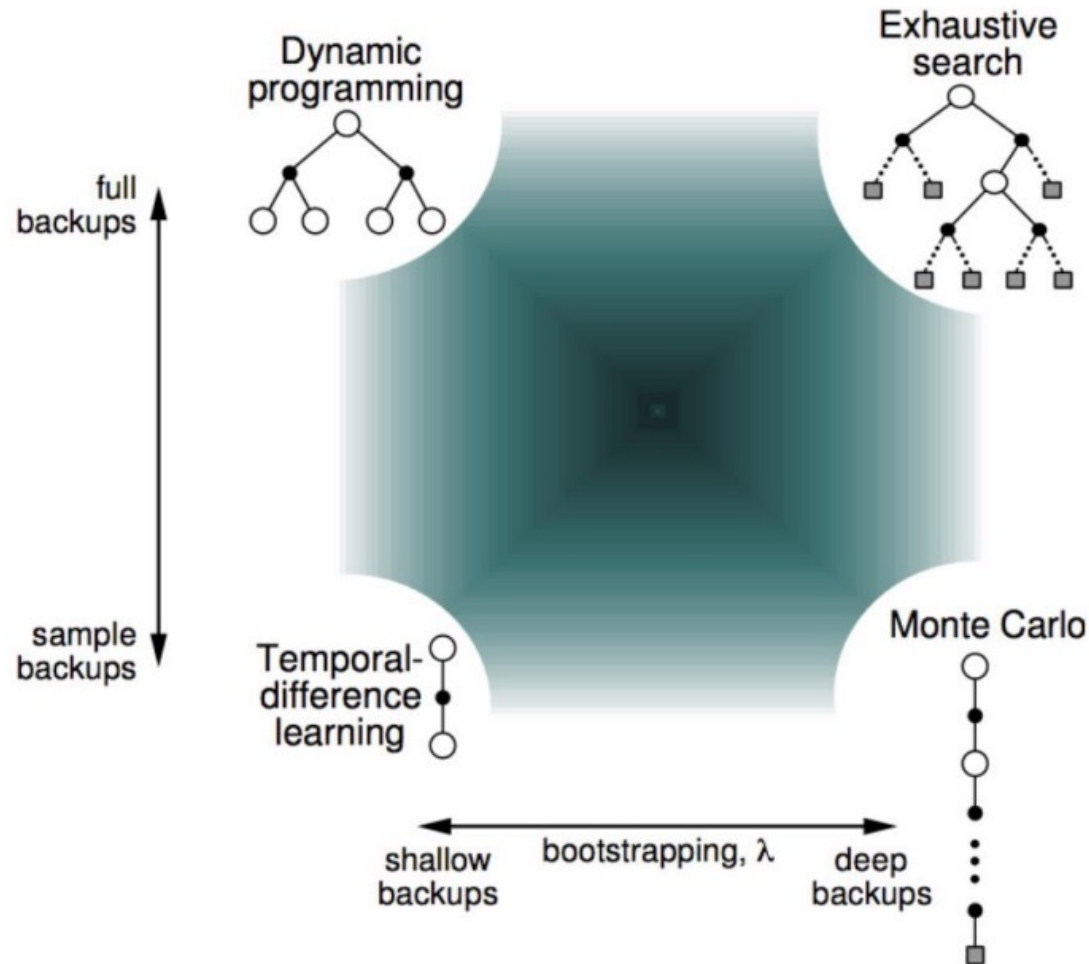 Dynamic
programming
Exhaustive
search
full
backups
sample
backups
Temporal-
difference
learning
Monte Carlo
bootstrapping, λ
shallow
backups
deep
backups